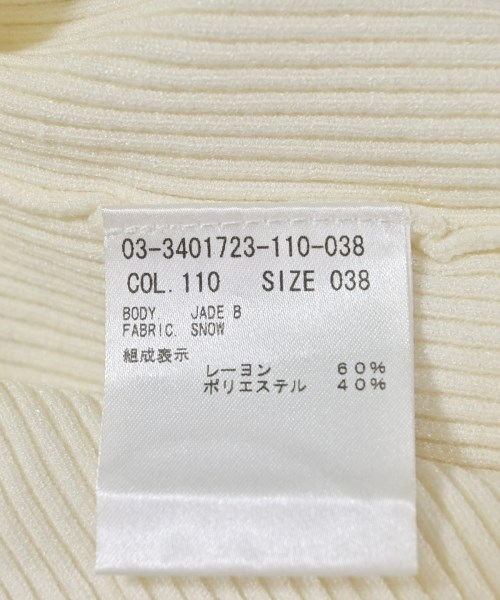 03-3401723-110-038
COL. 110 SIZE 038
BODY. JADE B
FABRIC. SNOW
組成表示
レーヨン 60%
ポリエステル 40%